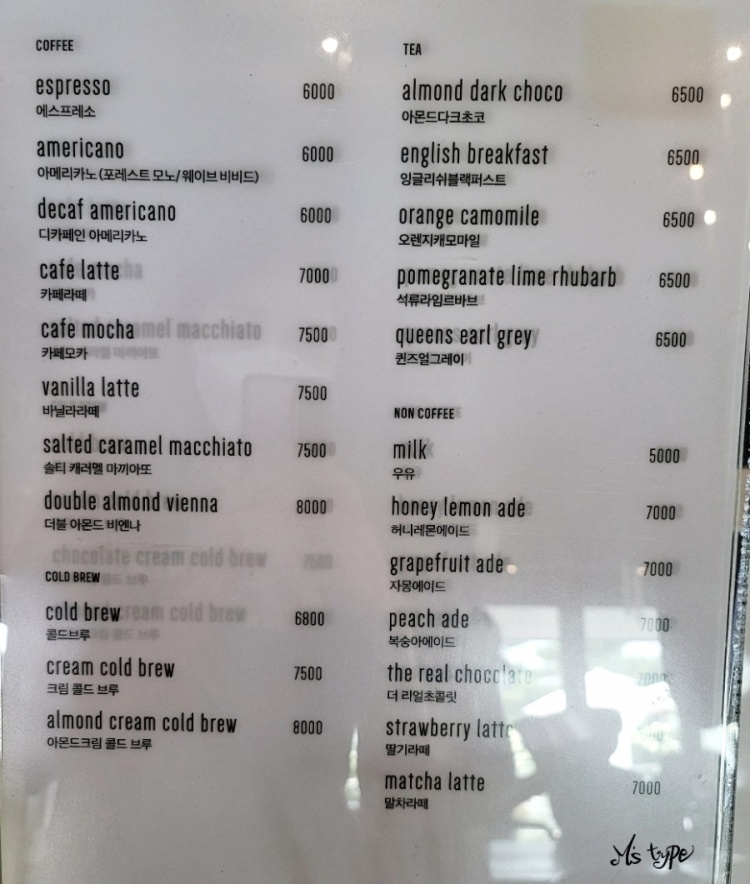 COFFEE
espresso 6000
에스프레소
americano 6000
아메리카노 (포레스트 모노/ 웨이브 비비드)
decaf americano 6000
디카페인 아메리카노
cafe latte 7000
카페라떼
cafe mocha 7500
카페모카
vanilla latte 7500
바닐라라떼
salted caramel macchiato 7500
솔티 캐러멜 마끼아또
double almond vienna 8000
더블 아몬드 비엔나
COLD BREW
cold brew 6800
콜드브루
cream cold brew 7500
크림 콜드 브루
almond cream cold brew 8000
아몬드크림 콜드 브루
TEA
almond dark choco 6500
아몬드다크초코
english breakfast 6500
잉글리쉬블랙퍼스트
orange camomile 6500
오렌지캐모마일
pomegranate lime rhubarb 6500
석류라임르바브
queens earl grey 6500
퀸즈얼그레이
NON COFFEE
milk 5000
우유
honey lemon ade 7000
허니레몬에이드
grapefruit ade 7000
자몽에이드
peach ade 7000
복숭아에이드
the real chocolate 7000
더 리얼초콜릿
strawberry latte
딸기라떼
matcha latte 7000
말차라떼
M's type